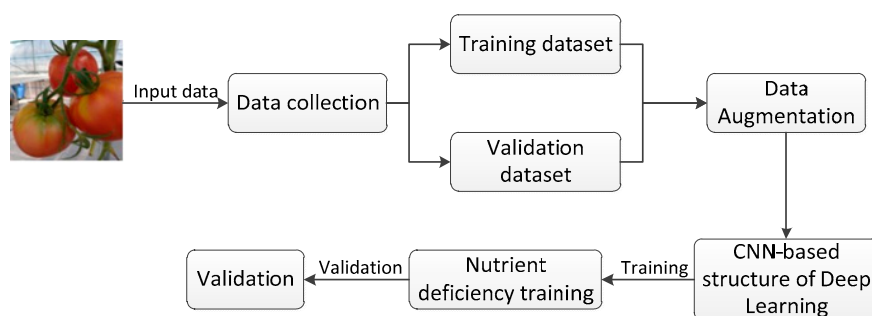 Input data
Data collection
Training dataset
Validation
dataset
Data
Augmentation
CNN-based
structure of Deep
Learning
Training
Nutrient
deficiency training
Validation
Validation